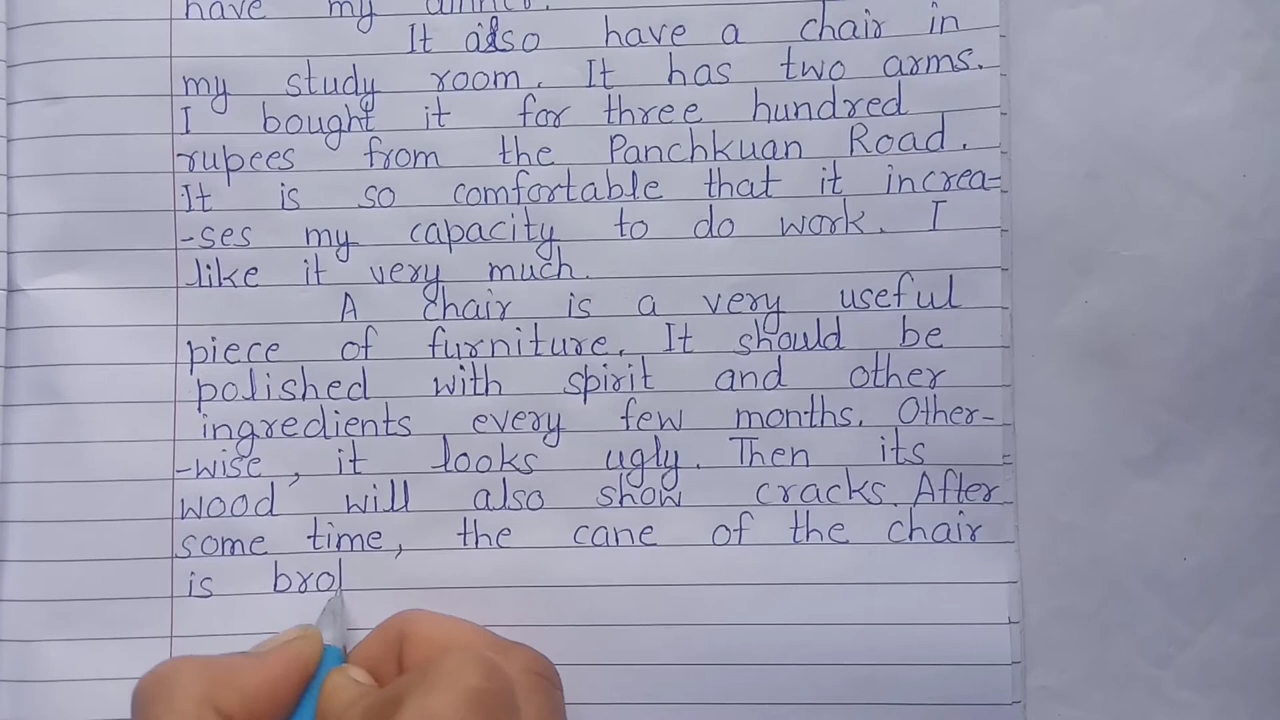 have my
It also have a chair in
my study room. It has two arms.
I bought it for three hundred
rupees from the Panchkuan Road.
It is so comfortable that it increa=
-ses my capacity to do work. I
like it very much.
A chair is a very useful
piece of furniture. It should be
polished with spirit and other
ingredients every few months. Other-
-wise, it looks ugly. Then its
wood will also show cracks. After
some time, the cane of the chair
is bro